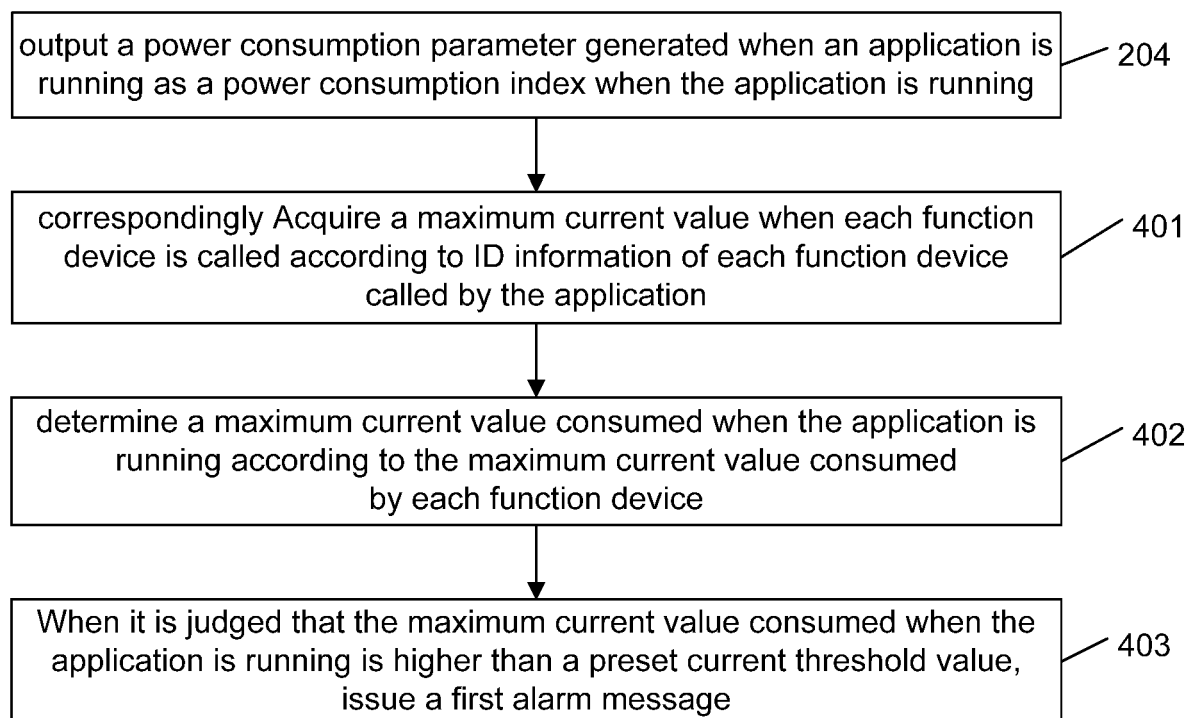 output a power consumption parameter generated when an application is
running as a power consumption index when the application is running
204
correspondingly Acquire a maximum current value when each function
device is called according to ID information of each function device
called by the application
401
determine a maximum current value consumed when the application is
running according to the maximum current value consumed
by each function device
402
When it is judged that the maximum current value consumed when the
application is running is higher than a preset current threshold value,
issue a first alarm message
403